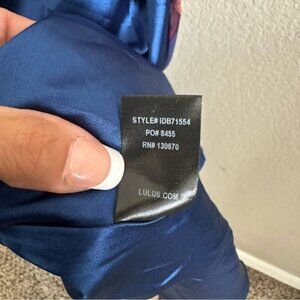 STYLE# IDB71554
PO# 8455
RN# 130670
LULUS.COM